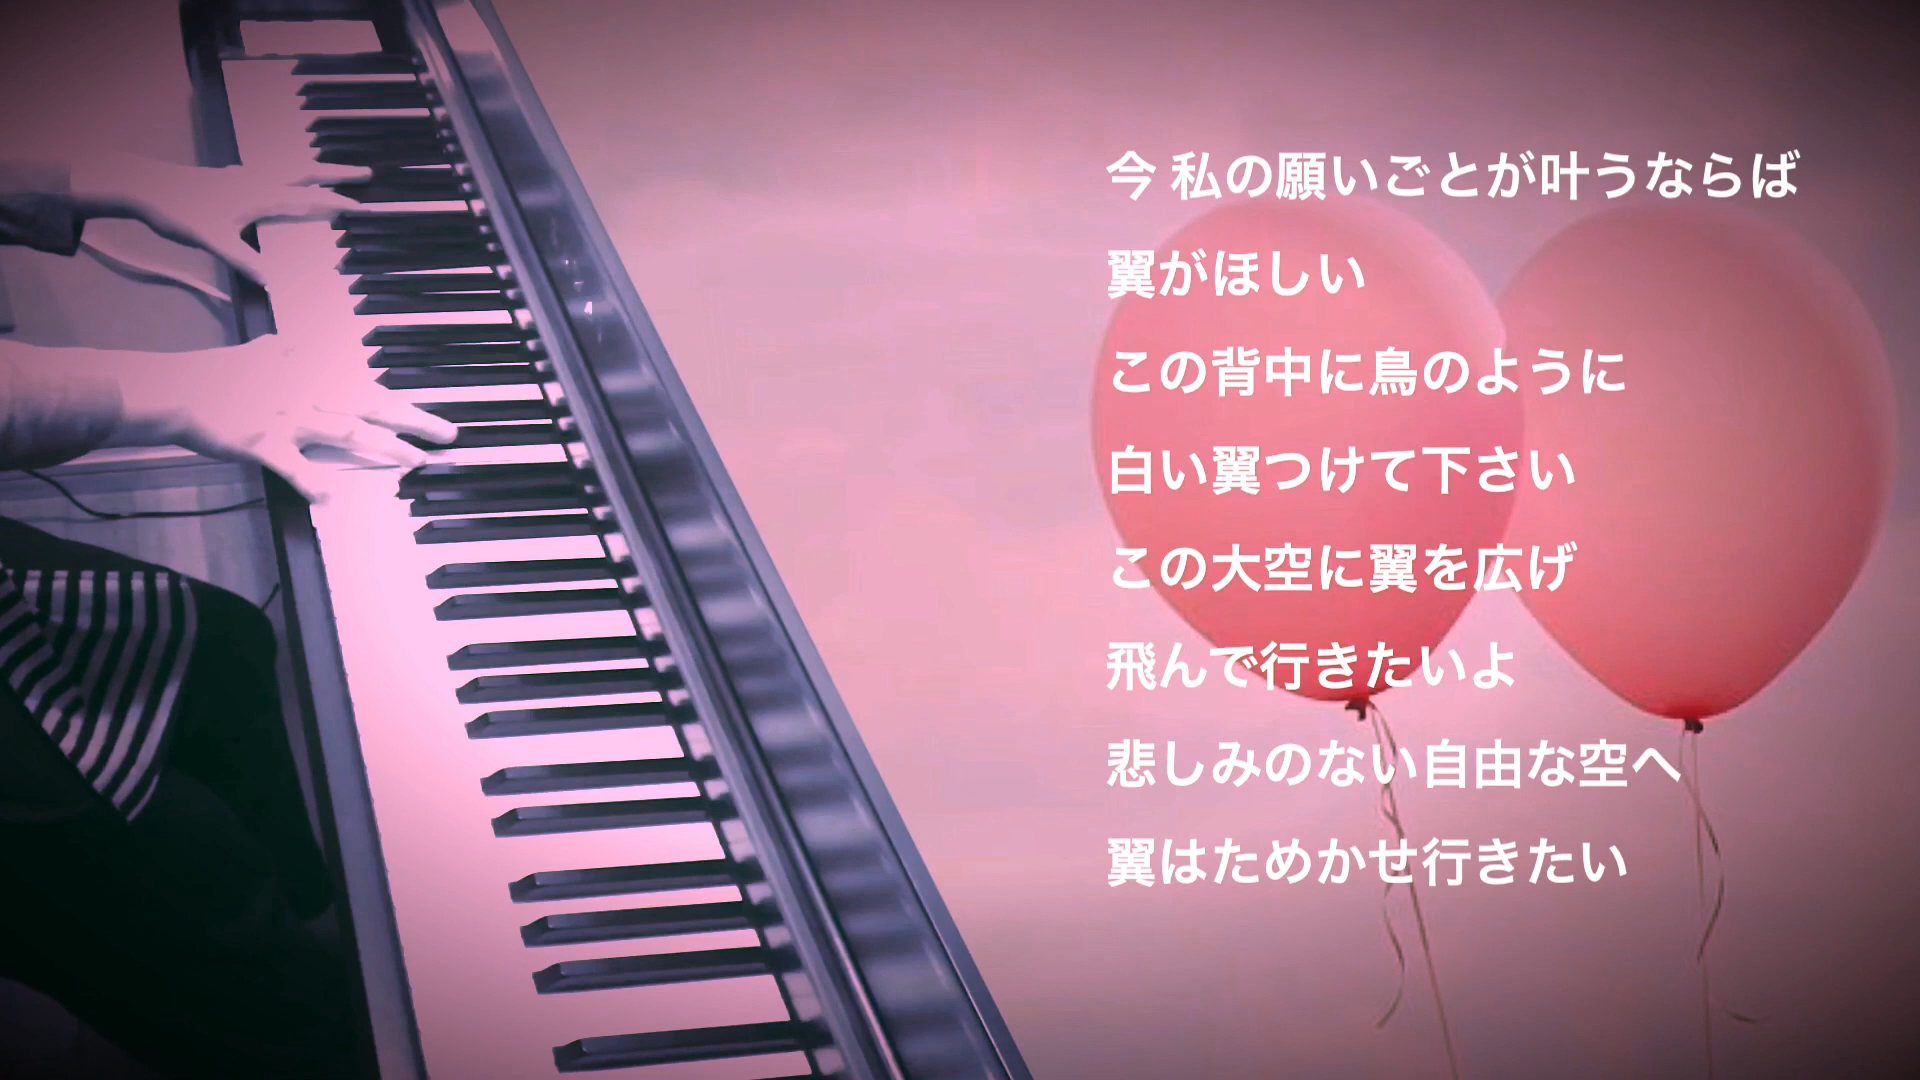 今 私の願いごとが叶うならば
翼がほしい
この背中に鳥のように
白い翼つけて下さい
この大空に翼を広げ
飛んで行きたいよ
悲しみのない自由な空へ
翼はためかせ行きたい